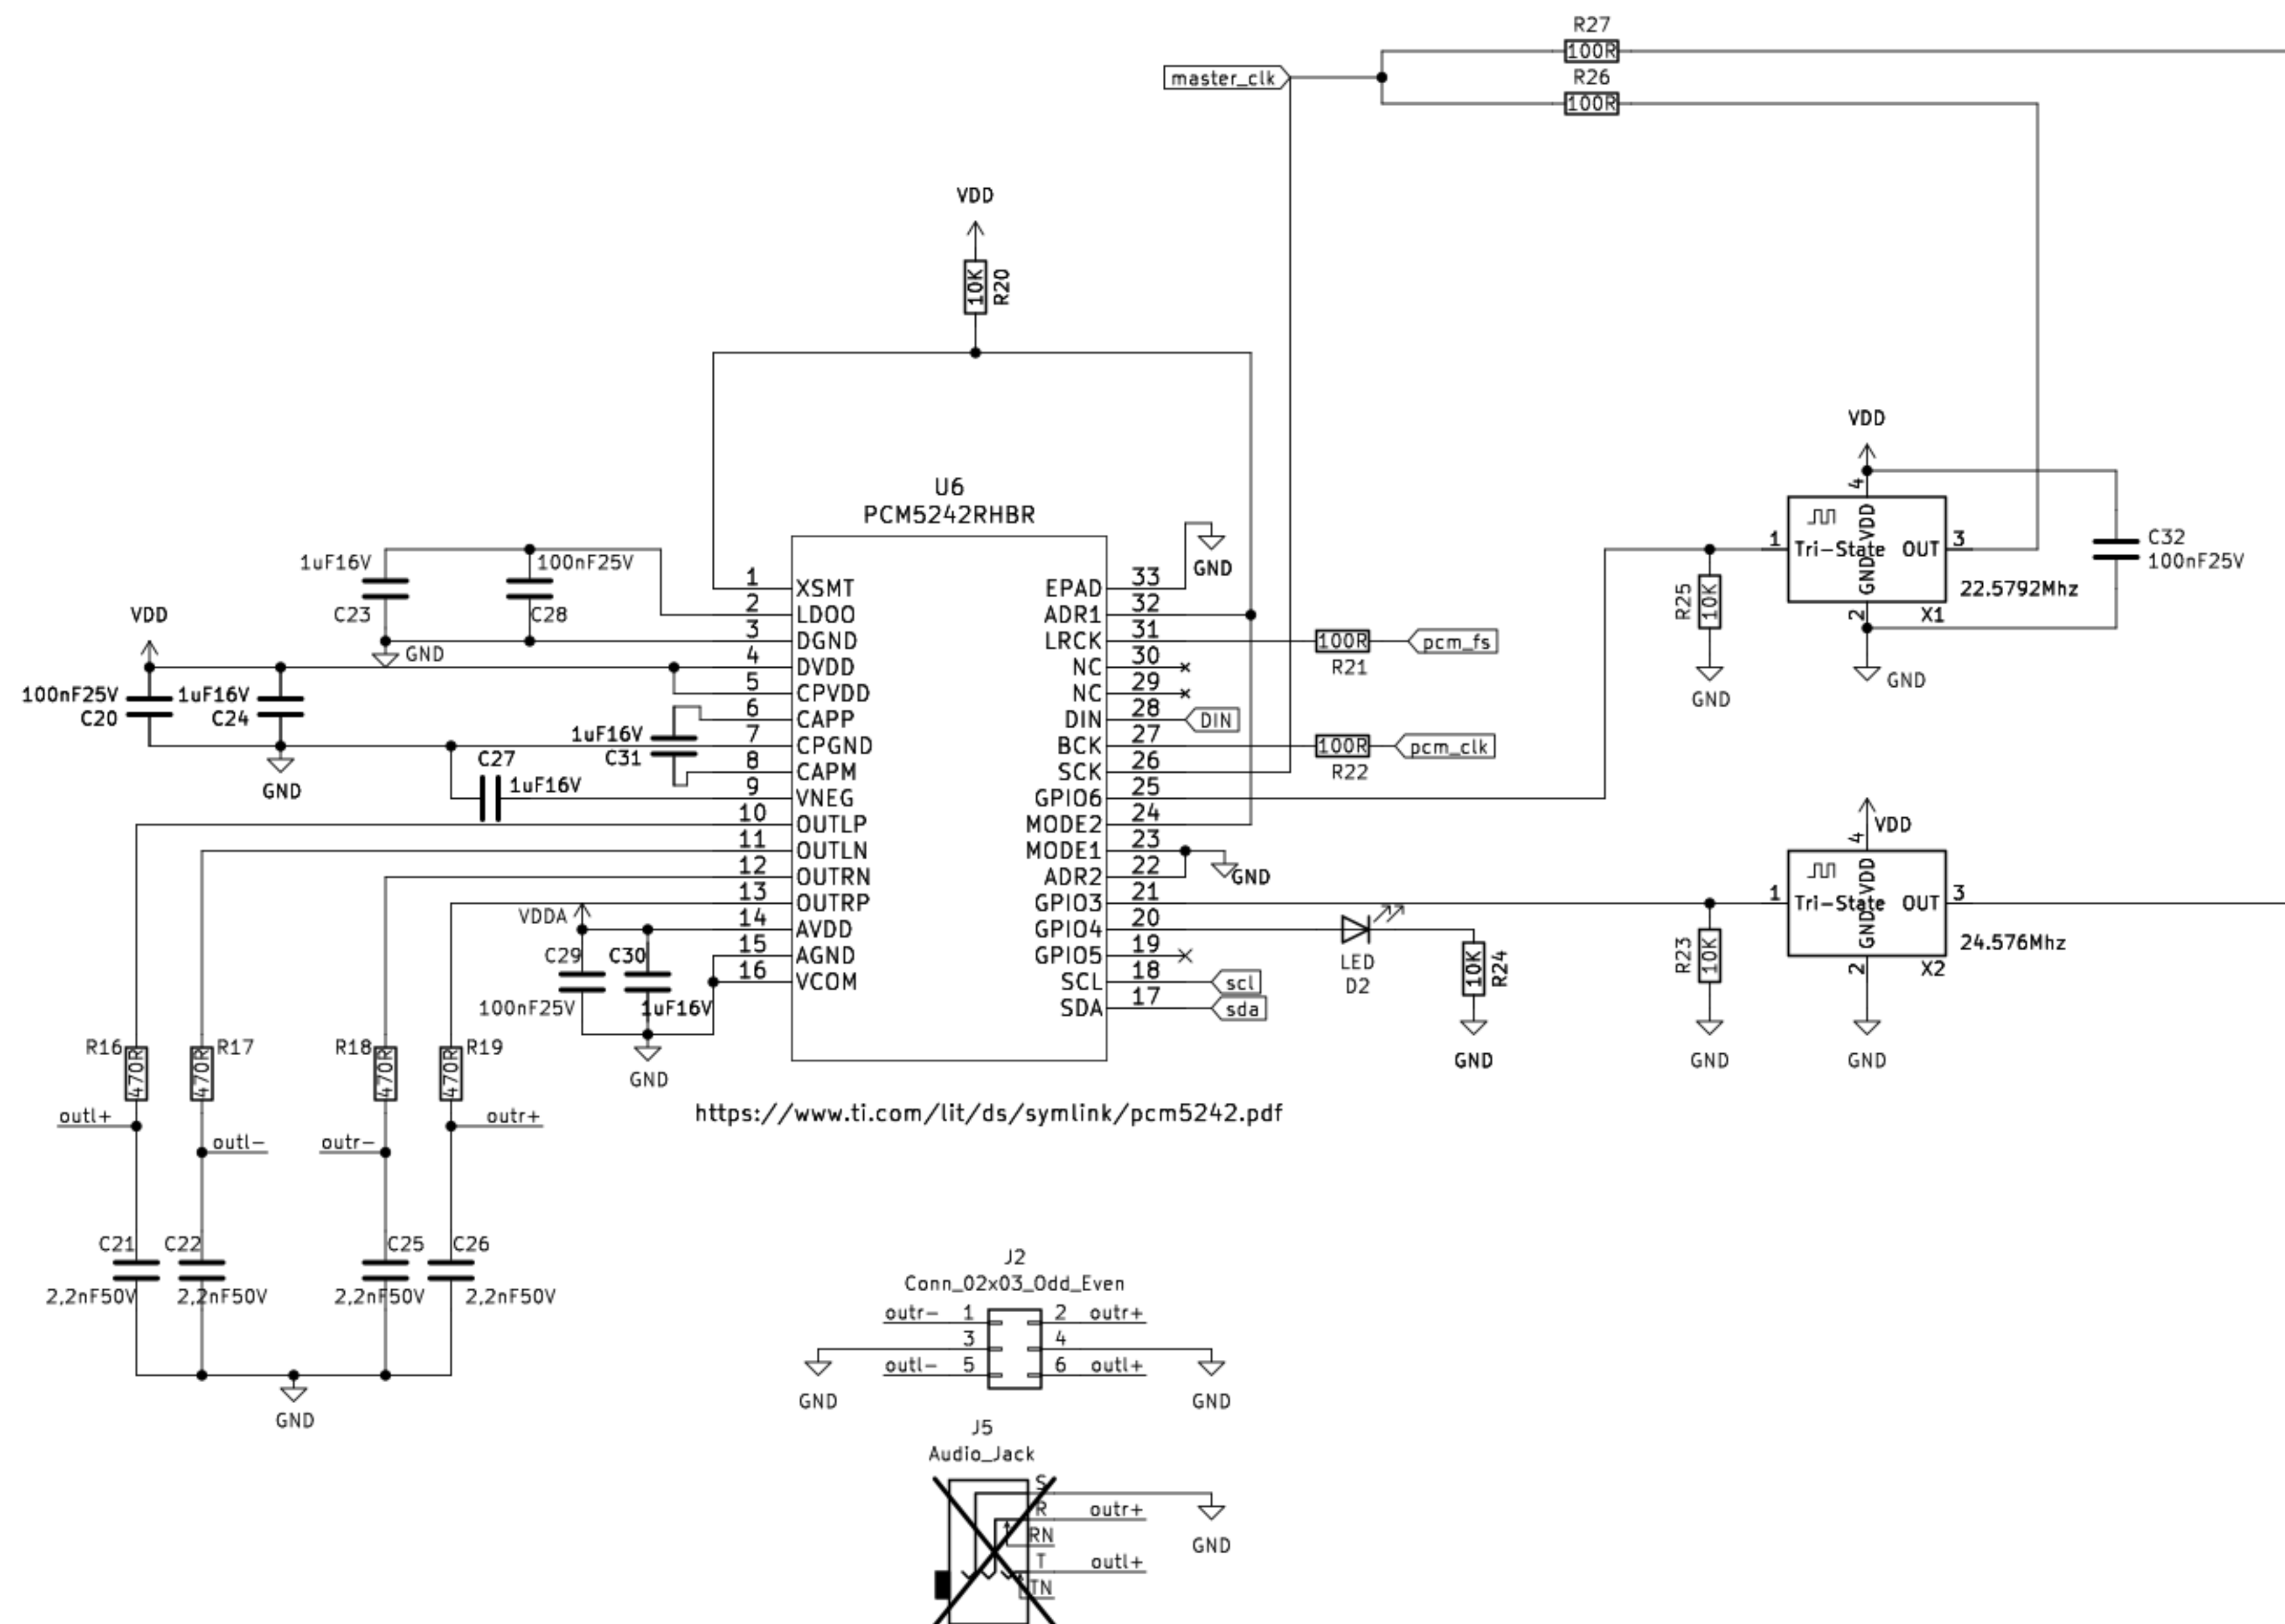 R27
100R
master_clk
R26
100R
VDD
10K
R20
VDD
U6
PCM5242RHBR
4
VDD
GND
1
Tri-State
OUT
3
2
22.5792Mhz
X1
C32
100nF25V
R25
10K
GND
GND
1uF16V
100nF25V
C23
C28
GND
VDD
100nF25V
C20
1uF16V
C24
GND
1uF16V
C31
C27
1uF16V
1 XSMT
2 LDOO
3 DGND
4 DVDD
5 CPVDD
6 CAPP
7 CPGND
8 CAPM
9 VNEG
10 OUTLP
11 OUTLN
12 OUTRN
13 OUTRP
14 AVDD
15 AGND
16 VCOM
EPAD 33
ADR1 32
LRCK 31
NC 30
NC 29
DIN 28
BCK 27
SCK 26
GPIO6 25
MODE2 24
MODE1 23
ADR2 22
GPIO3 21
GPIO4 20
GPIO5 19
SCL 18
SDA 17
GND
100R
R21
pcm_fs
DIN
100R
R22
pcm_clk
GND
LED
D2
10K
R24
GND
scl
sda
VDD
4
VDD
GND
1
Tri-State
OUT
3
2
24.576Mhz
X2
R23
10K
GND
GND
VDDA
C29
C30
100nF25V
1uF16V
GND
R16
470R
470R
R17
R18
470R
470R
R19
outl+
outl-
outr-
outr+
https://www.ti.com/lit/ds/symlink/pcm5242.pdf
C21
C22
C25
C26
2,2nF50V
2,2nF50V
2,2nF50V
2,2nF50V
GND
J2
Conn_02x03_Odd_Even
outr- 1 2 outr+
3 4
outl- 5 6 outl+
GND
GND
J5
Audio_Jack
S
R outr+
RN
GND
T outl+
TN